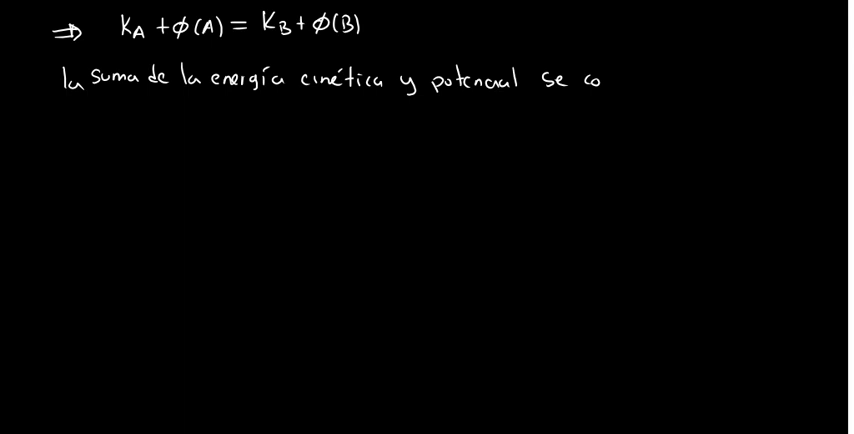 ⇒ K_A + φ(A) = K_B + φ(B)
la suma de la energía cinética y potencial se co